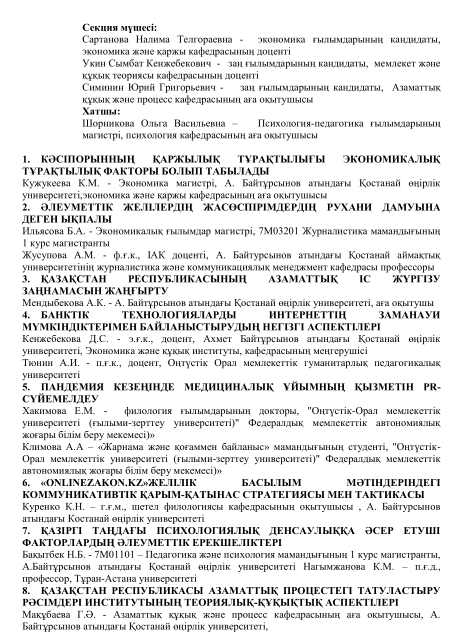 Секция мүшесі:
Сартанова Налима Телгораевна - экономика ғылымдарының кандидаты,
экономика және қаржы кафедрасының доценті
Укин Сымбат Кенжебекович - заң ғылымдарының кандидаты, мемлекет және
құқық теориясы кафедрасының доценті
Симинин Юрий Григорьевич - заң ғылымдарының кандидаты, Азаматтық
құқық және процесс кафедрасының аға оқытушысы
Хатшы:
Шорникова Ольга Васильевна – Психология-педагогика ғылымдарының
магистрі, психология кафедрасының аға оқытушысы
1. КӘСІПОРЫННЫҢ ҚАРЖЫЛЫҚ ТҰРАҚТЫЛЫҒЫ ЭКОНОМИКАЛЫҚ
ТҰРАҚТЫЛЫҚ ФАКТОРЫ БОЛЫП ТАБЫЛАДЫ
Кужукеева К.М. - Экономика магистрі, А. Байтұрсынов атындағы Қостанай өңірлік
университеті,экономика және қаржы кафедрасының аға оқытушысы
2. ӘЛЕУМЕТТІК ЖЕЛІЛЕРДІҢ ЖАСӨСПІРІМДЕРДІҢ РУХАНИ ДАМУЫНА
ДЕГЕН ЫҚПАЛЫ
Ильясова Б.А. - Экономикалық ғылымдар магистрі, 7М03201 Журналистика мамандығының
1 курс магистранты
Жусупова А.М. - ф.ғ.к., ІАК доценті, А. Байтұрсынов атындағы Қостанай аймақтық
университетінің журналистика және коммуникациялық менеджмент кафедрасы профессоры
3. ҚАЗАҚСТАН РЕСПУБЛИКАСЫНЫҢ АЗАМАТТЫҚ ІС ЖҮРГІЗУ
ЗАҢНАМАСЫН ЖАҢҒЫРТУ
Мендыбекова А.К. - А. Байтұрсынов атындағы Қостанай өңірлік университеті, аға оқытушы
4. БАНКТІК ТЕХНОЛОГИЯЛАРДЫ ИНТЕРНЕТТІҢ ЗАМАНАУИ
МҮМКІНДІКТЕРІМЕН БАЙЛАНЫСТЫРУДЫҢ НЕГІЗГІ АСПЕКТІЛЕРІ
Кенжебекова Д.С. - э.ғ.к., доцент, Ахмет Байтұрсынов атындағы Қостанай өңірлік
университеті, Экономика және құқық институты, кафедрасының меңгерушісі
Тюнин А.И. - п.ғ.к., доцент, Оңтүстік Орал мемлекеттік гуманитарлық педагогикалық
университеті
5. ПАНДЕМИЯ КЕЗЕҢІНДЕ МЕДИЦИНАЛЫҚ ҰЙЫМНЫҢ ҚЫЗМЕТІН PR-
СҮЙЕМЕЛДЕУ
Хакимова Е.М. - филология ғылымдарының докторы, "Оңтүстік-Орал мемлекеттік
университеті (ғылыми-зерттеу университеті)" Федералдық мемлекеттік автономиялық
жоғары білім беру мекемесі)»
Климова А.А – «Жарнама және қоғаммен байланыс» мамандығының студенті, "Оңтүстік-
Орал мемлекеттік университеті (ғылыми-зерттеу университеті)" Федералдық мемлекеттік
автономиялық жоғары білім беру мекемесі)»
6. «ONLINEZAKON.KZ»ЖЕЛІЛІК БАСЫЛЫМ МӘТІНДЕРІНДЕГІ
КОММУНИКАТИВТІК ҚАРЫМ-ҚАТЫНАС СТРАТЕГИЯСЫ МЕН ТАКТИКАСЫ
Куренко К.Н. – г.ғ.м., шетел филологиясы кафедрасының оқытушысы , А. Байтұрсынов
атындағы Қостанай өңірлік университеті
7. ҚАЗІРГІ ТАҢДАҒЫ ПСИХОЛОГИЯЛЫҚ ДЕНСАУЛЫҚҚА ӘСЕР ЕТУШІ
ФАКТОРЛАРДЫҢ ӘЛЕУМЕТТІК ЕРЕКШЕЛІКТЕРІ
Бақытбек Н.Б. - 7М01101 – Педагогика және психология мамандығының 1 курс магистранты,
А.Байтұрсынов атындағы Қостанай өңірлік университеті Нагымжанова К.М. – п.ғ.д.,
профессор, Тұран-Астана университеті
8. ҚАЗАҚСТАН РЕСПУБЛИКАСЫ АЗАМАТТЫҚ ПРОЦЕСТЕГІ ТАТУЛАСТЫРУ
РӘСІМДЕРІ ИНСТИТУТЫНЫҢ ТЕОРИЯЛЫҚ-ҚҰҚЫҚТЫҚ АСПЕКТІЛЕРІ
Мақұбаева Г.Ә. - Азаматтық құқық және процесс кафедрасының аға оқытушысы, А.
Байтұрсынов атындағы Қостанай өңірлік университеті,